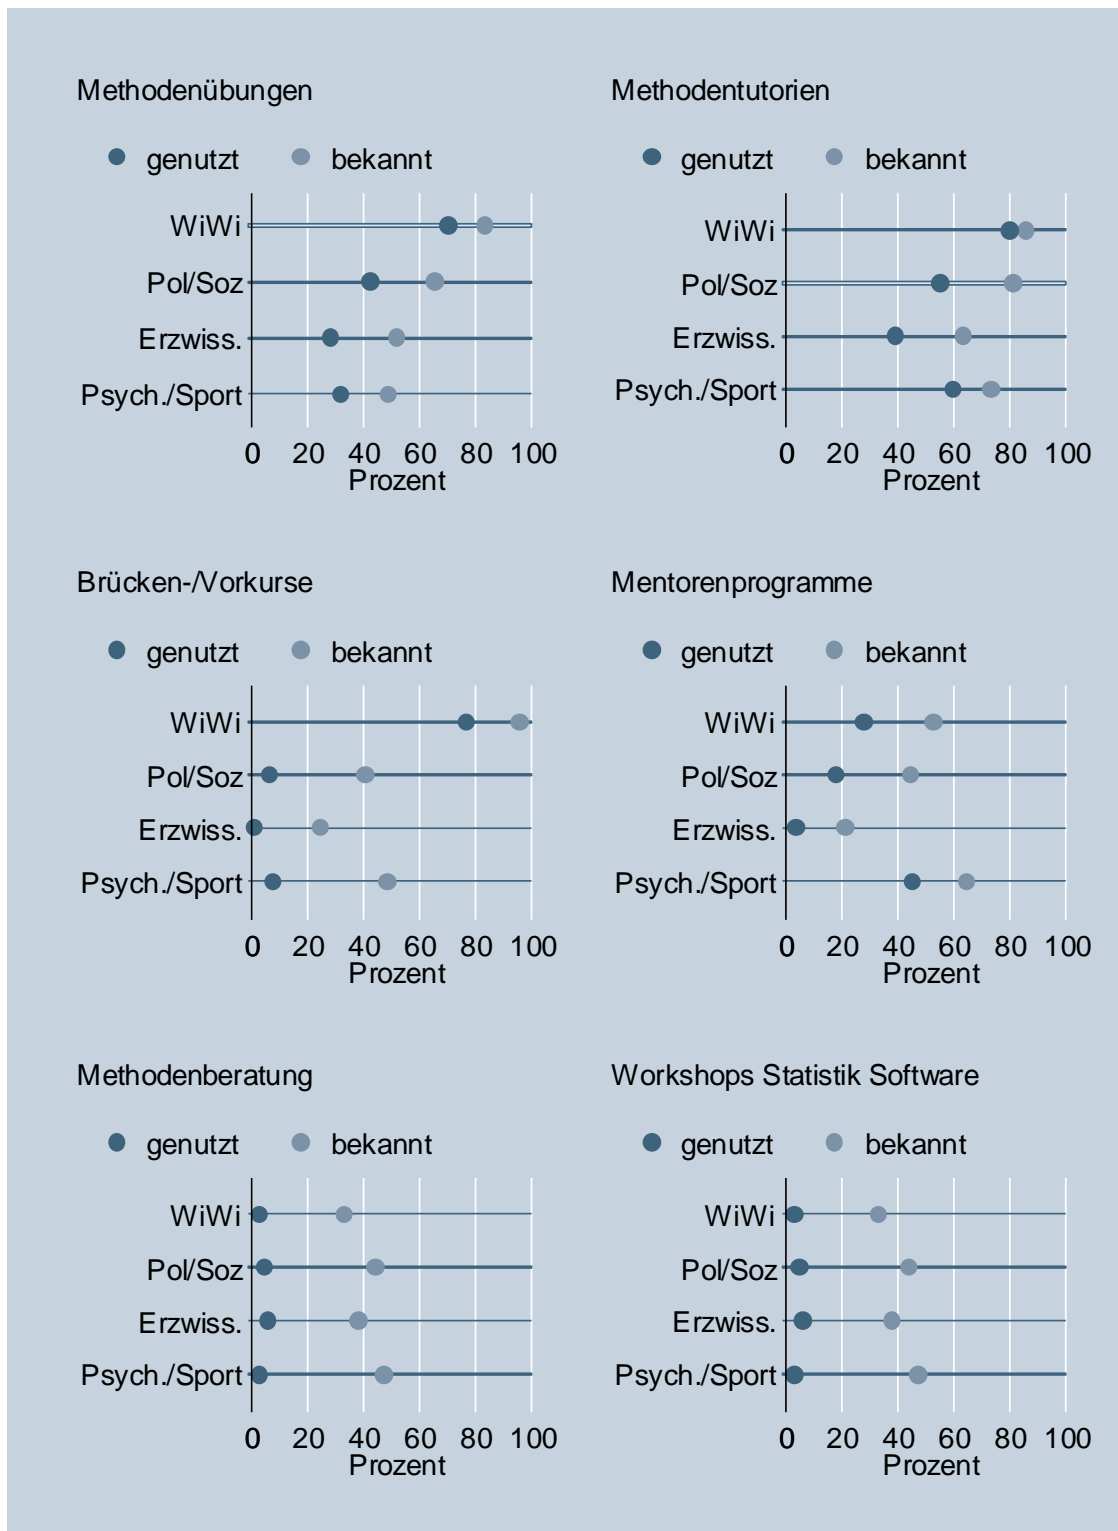 Methodenübungen
genutzt bekannt
WiWi
Pol/Soz
Erzwiss.
Psych./Sport
0 20 40 60 80 100
Prozent
Methodentutorien
genutzt bekannt
WiWi
Pol/Soz
Erzwiss.
Psych./Sport
0 20 40 60 80 100
Prozent
Brücken-/Vorkurse
genutzt bekannt
WiWi
Pol/Soz
Erzwiss.
Psych./Sport
0 20 40 60 80 100
Prozent
Mentorenprogramme
genutzt bekannt
WiWi
Pol/Soz
Erzwiss.
Psych./Sport
0 20 40 60 80 100
Prozent
Methodenberatung
genutzt bekannt
WiWi
Pol/Soz
Erzwiss.
Psych./Sport
0 20 40 60 80 100
Prozent
Workshops Statistik Software
genutzt bekannt
WiWi
Pol/Soz
Erzwiss.
Psych./Sport
0 20 40 60 80 100
Prozent